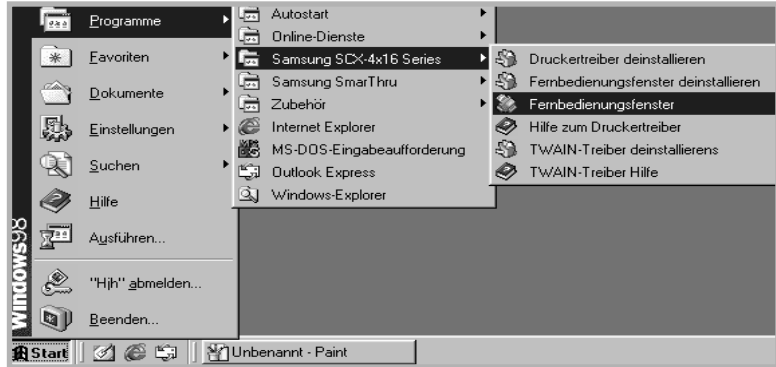 Programme
Favoriten
Dokumente
Einstellungen
Suchen
Hilfe
Ausführen...
"Hjh" abmelden...
Beenden...
Windows98
Autostart
Online-Dienste
Samsung SCX-4x16 Series
Samsung SmarThru
Zubehör
Internet Explorer
MS-DOS-Eingabeaufforderung
Outlook Express
Windows-Explorer
Druckertreiber deinstallieren
Fernbedienungsfenster deinstallieren
Fernbedienungsfenster
Hilfe zum Druckertreiber
TWAIN-Treiber deinstallierens
TWAIN-Treiber Hilfe
Start
Unbenannt - Paint